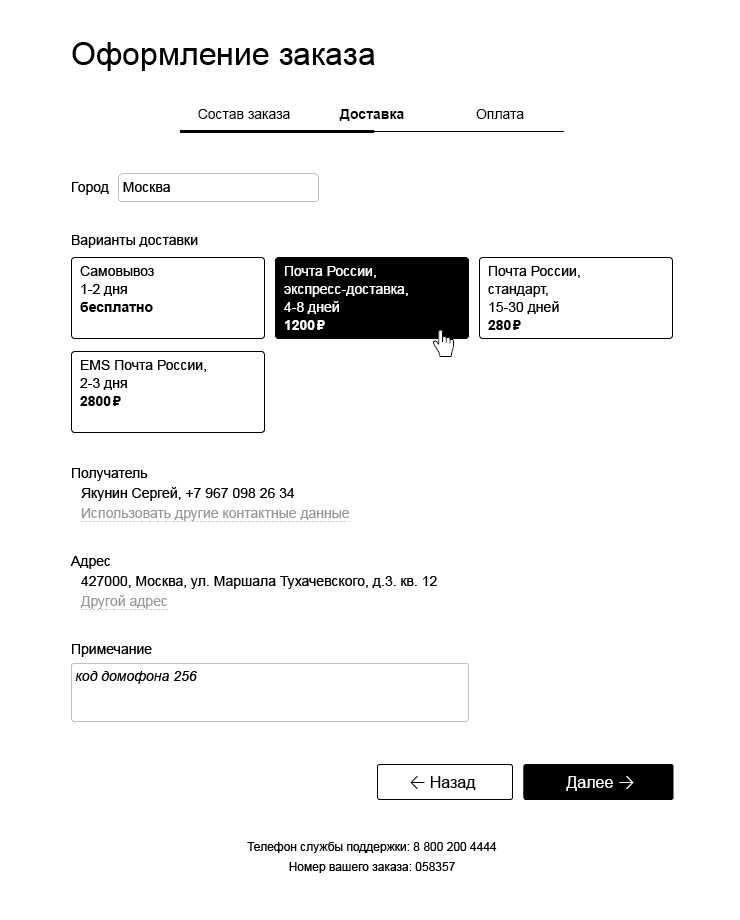 Оформление заказа
Состав заказа Доставка Оплата
Город Москва
Варианты доставки
Самовывоз
1-2 дня
бесплатно
Почта России,
экспресс-доставка,
4-8 дней
1200₽
Почта России,
стандарт,
15-30 дней
280₽
EMS Почта России,
2-3 дня
2800₽
Получатель
Якунин Сергей, +7 967 098 26 34
Использовать другие контактные данные
Адрес
427000, Москва, ул. Маршала Тухачевского, д.3. кв. 12
Другой адрес
Примечание
код домофона 256
← Назад Далее →
Телефон службы поддержки: 8 800 200 4444
Номер вашего заказа: 058357